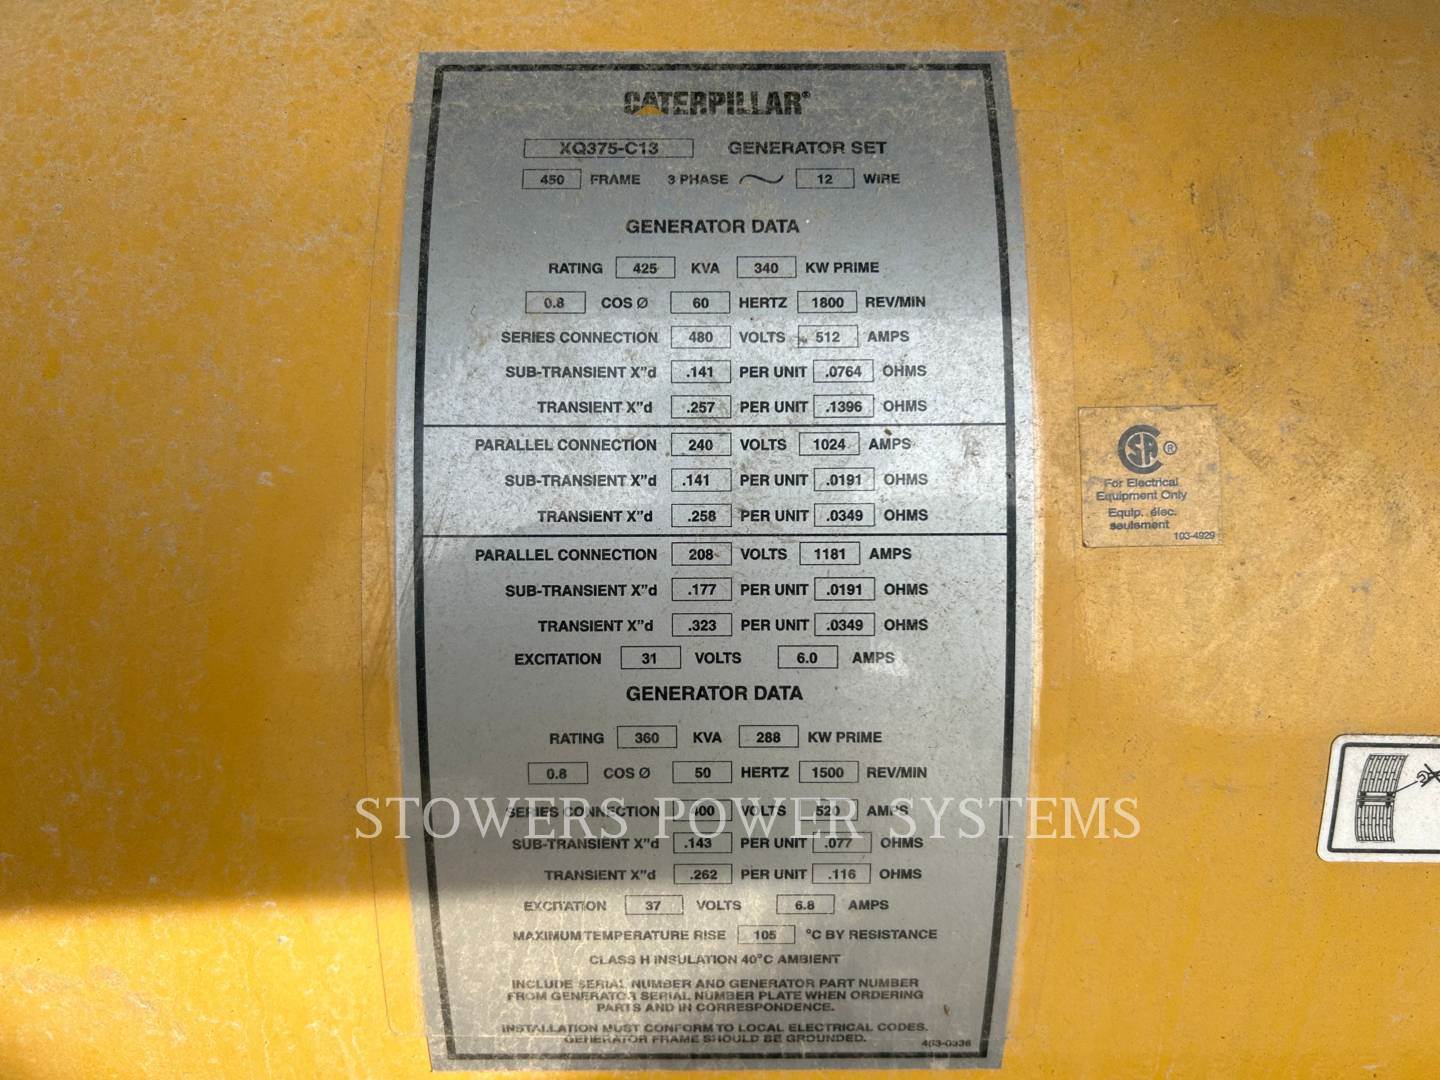 CATERPILLAR®
XQ375-C13 GENERATOR SET
450 FRAME 3 PHASE 12 WIRE
GENERATOR DATA
RATING 425 KVA 340 KW PRIME
0.8 COS Ø 60 HERTZ 1800 REV/MIN
SERIES CONNECTION 480 VOLTS 512 AMPS
SUB-TRANSIENT X"d .141 PER UNIT .0764 OHMS
TRANSIENT X"d .257 PER UNIT .1396 OHMS
PARALLEL CONNECTION 240 VOLTS 1024 AMPS
SUB-TRANSIENT X"d .141 PER UNIT .0191 OHMS
TRANSIENT X"d .258 PER UNIT .0349 OHMS
PARALLEL CONNECTION 208 VOLTS 1181 AMPS
SUB-TRANSIENT X"d .177 PER UNIT .0191 OHMS
TRANSIENT X"d .323 PER UNIT .0349 OHMS
EXCITATION 31 VOLTS 6.0 AMPS
GENERATOR DATA
RATING 360 KVA 288 KW PRIME
0.8 COS Ø 50 HERTZ 1500 REV/MIN
SERIES CONNECTION 400 VOLTS 520 AMPS
SUB-TRANSIENT X"d .143 PER UNIT .077 OHMS
TRANSIENT X"d .262 PER UNIT .116 OHMS
EXCITATION 37 VOLTS 6.8 AMPS
MAXIMUM TEMPERATURE RISE 105 °C BY RESISTANCE
CLASS H INSULATION 40°C AMBIENT
INCLUDE SERIAL NUMBER AND GENERATOR PART NUMBER
FROM GENERATOR SERIAL NUMBER PLATE WHEN ORDERING
PARTS AND IN CORRESPONDENCE.
INSTALLATION MUST CONFORM TO LOCAL ELECTRICAL CODES.
GENERATOR FRAME SHOULD BE GROUNDED.
463-0336
STOWERS POWER SYSTEMS
CSA ®
For Electrical
Equipment Only
Equip. élec.
seulement
103-4929